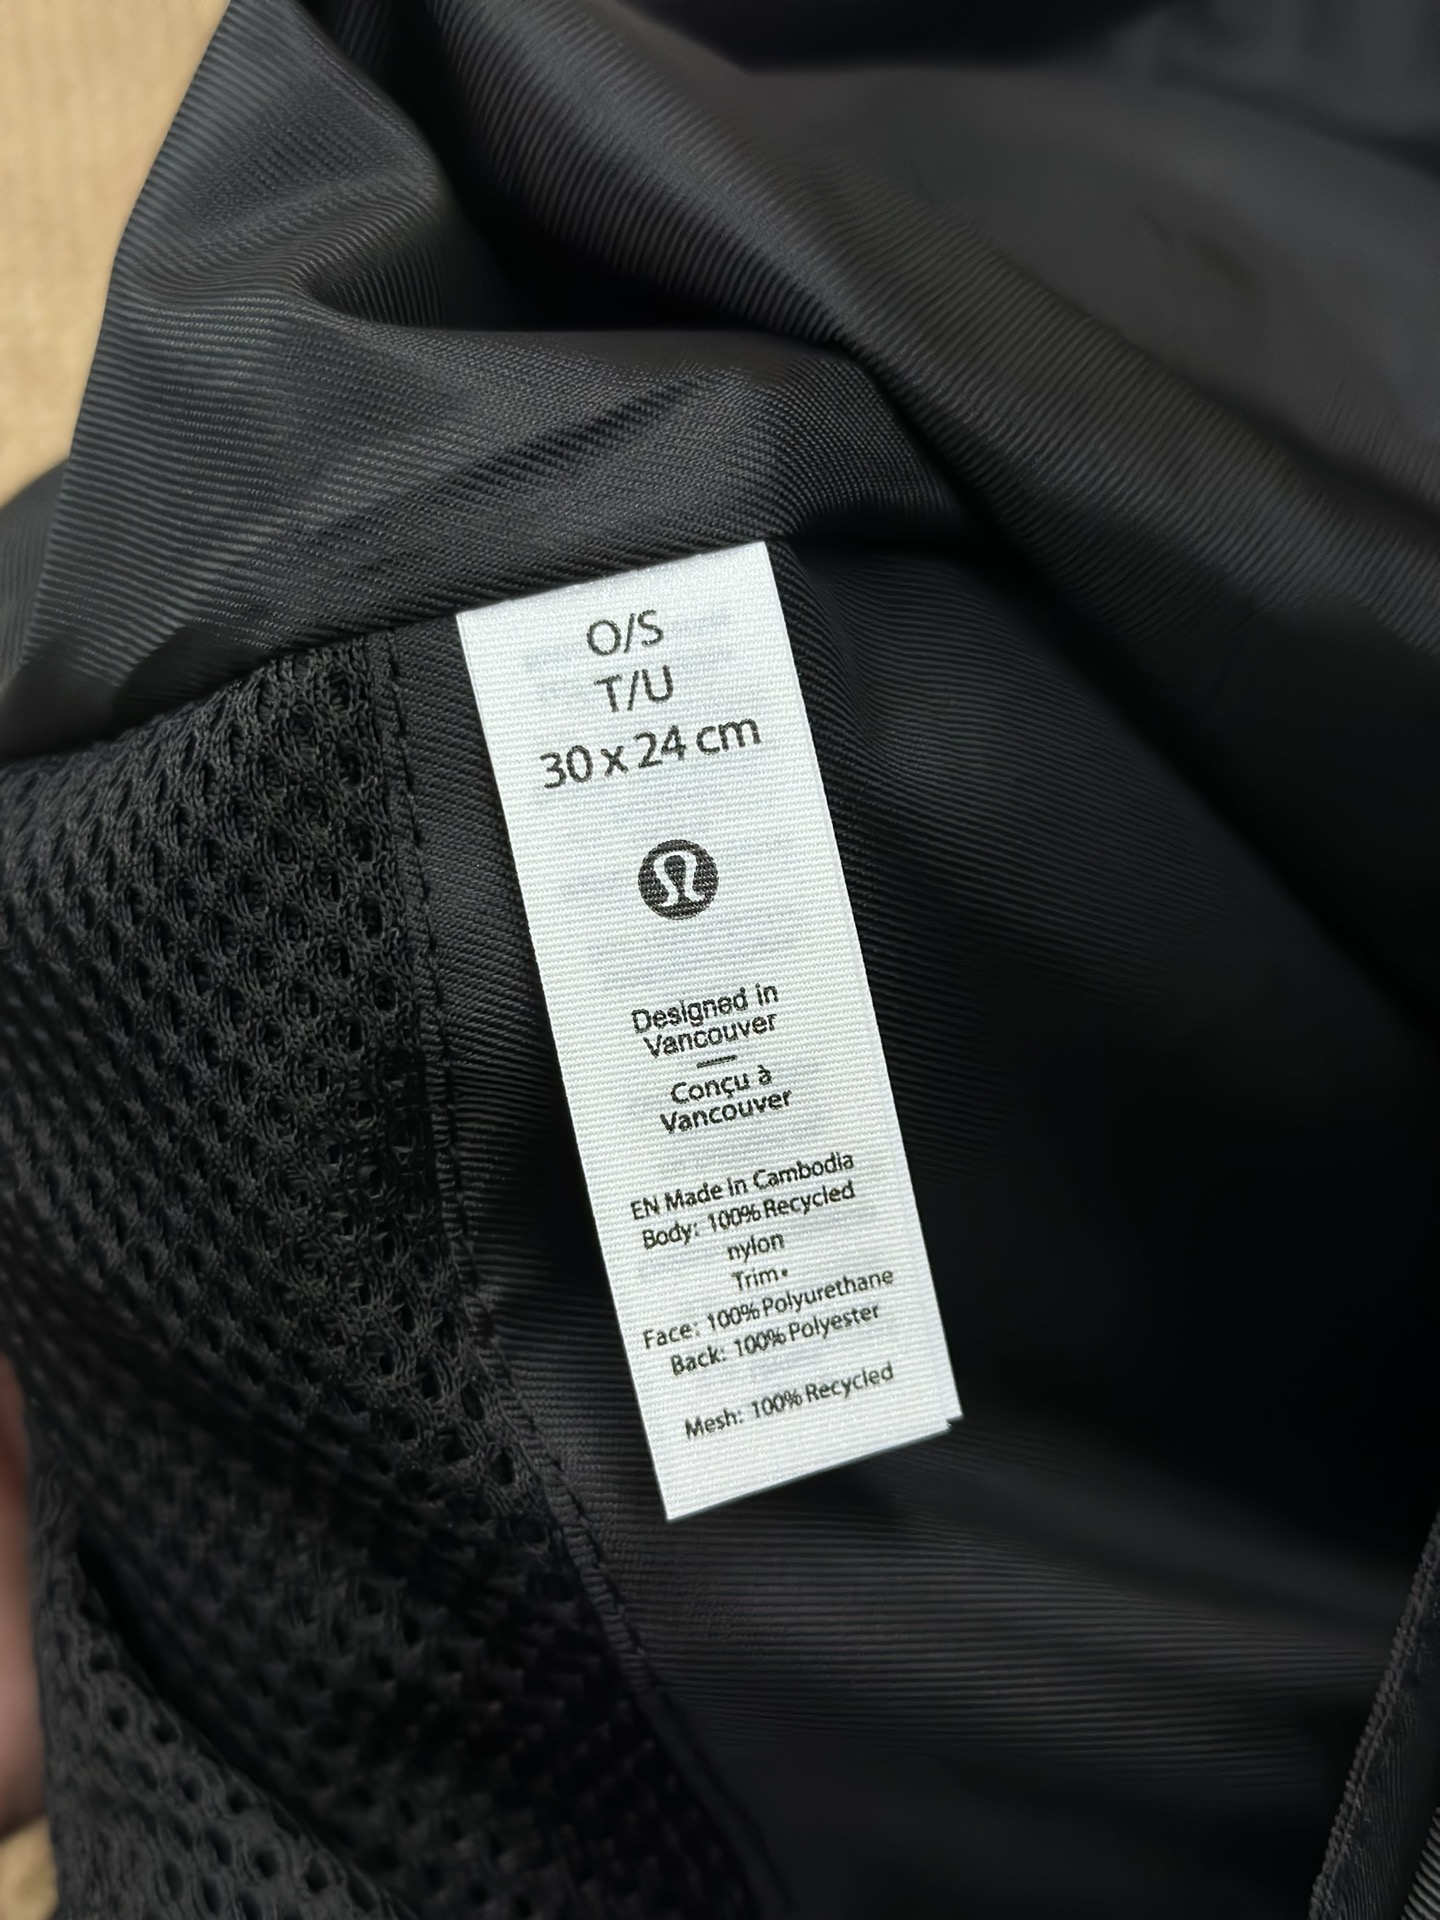 O/S
T/U
30 x 24 cm
Designed in
Vancouver
Conçu à
Vancouver
EN Made in Cambodia
Body: 100% Recycled
nylon
Trim•
Face: 100% Polyurethane
Back: 100% Polyester
Mesh: 100% Recycled